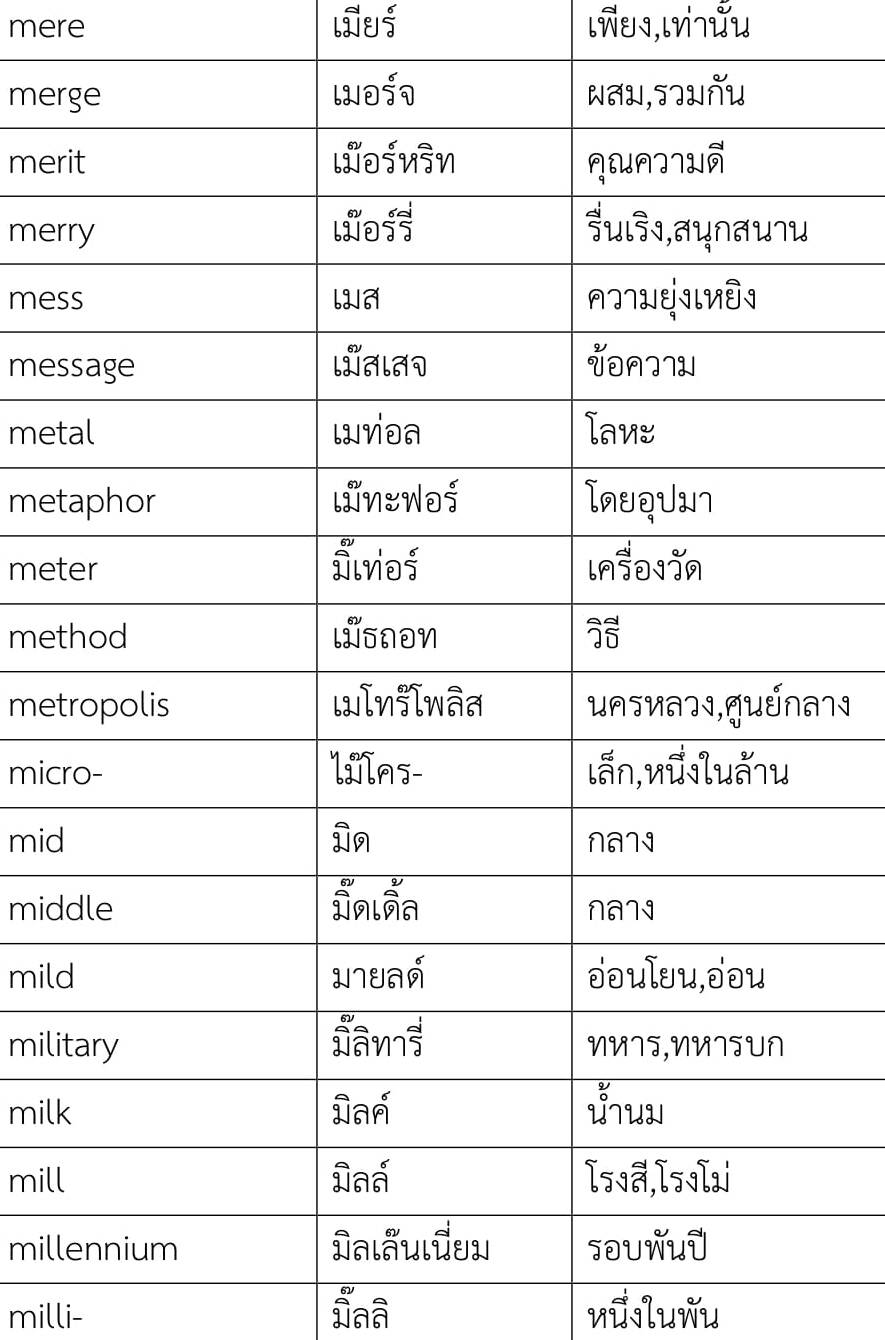 mere เมียร์ เพียง,เท่านั้น
merge เมอร์จ ผสม,รวมกัน
merit เม๊อร์หริท คุณความดี
merry เม๊อร์รี่ รื่นเริง,สนุกสนาน
mess เมส ความยุ่งเหยิง
message เม๊สเสจ ข้อความ
metal เมท่อล โลหะ
metaphor เม๊ทะฟอร์ โดยอุปมา
meter มิ๊เท่อร์ เครื่องวัด
method เม๊ธถอท วิธี
metropolis เมโทร๊โพลิส นครหลวง,ศูนย์กลาง
micro- ไม๊โคร- เล็ก,หนึ่งในล้าน
mid มิด กลาง
middle มิ๊ดเดิ้ล กลาง
mild มายลด์ อ่อนโยน,อ่อน
military มิ๊ลิทารี่ ทหาร,ทหารบก
milk มิลค์ น้ำนม
mill มิลล์ โรงสี,โรงโม่
millennium มิลเล๊นเนี่ยม รอบพันปี
milli- มิ๊ลลิ หนึ่งในพัน